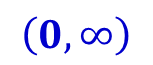 (0, ∞)